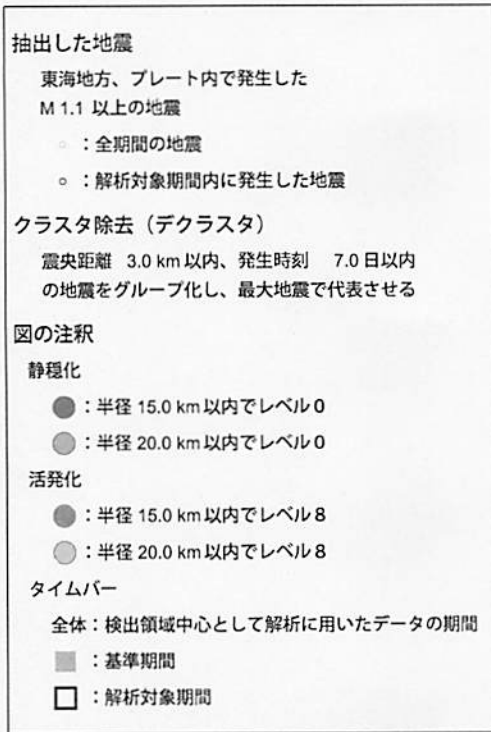 抽出した地震
東海地方、プレート内で発生した
M 1.1 以上の地震
：全期間の地震
：解析対象期間内に発生した地震
クラスタ除去（デクラスタ）
震央距離 3.0 km 以内、発生時刻 7.0 日以内
の地震をグループ化し、最大地震で代表させる
図の注釈
静穏化
：半径 15.0 km 以内でレベル 0
：半径 20.0 km 以内でレベル 0
活発化
：半径 15.0 km 以内でレベル 8
：半径 20.0 km 以内でレベル 8
タイムバー
全体：検出領域中心として解析に用いたデータの期間
：基準期間
：解析対象期間